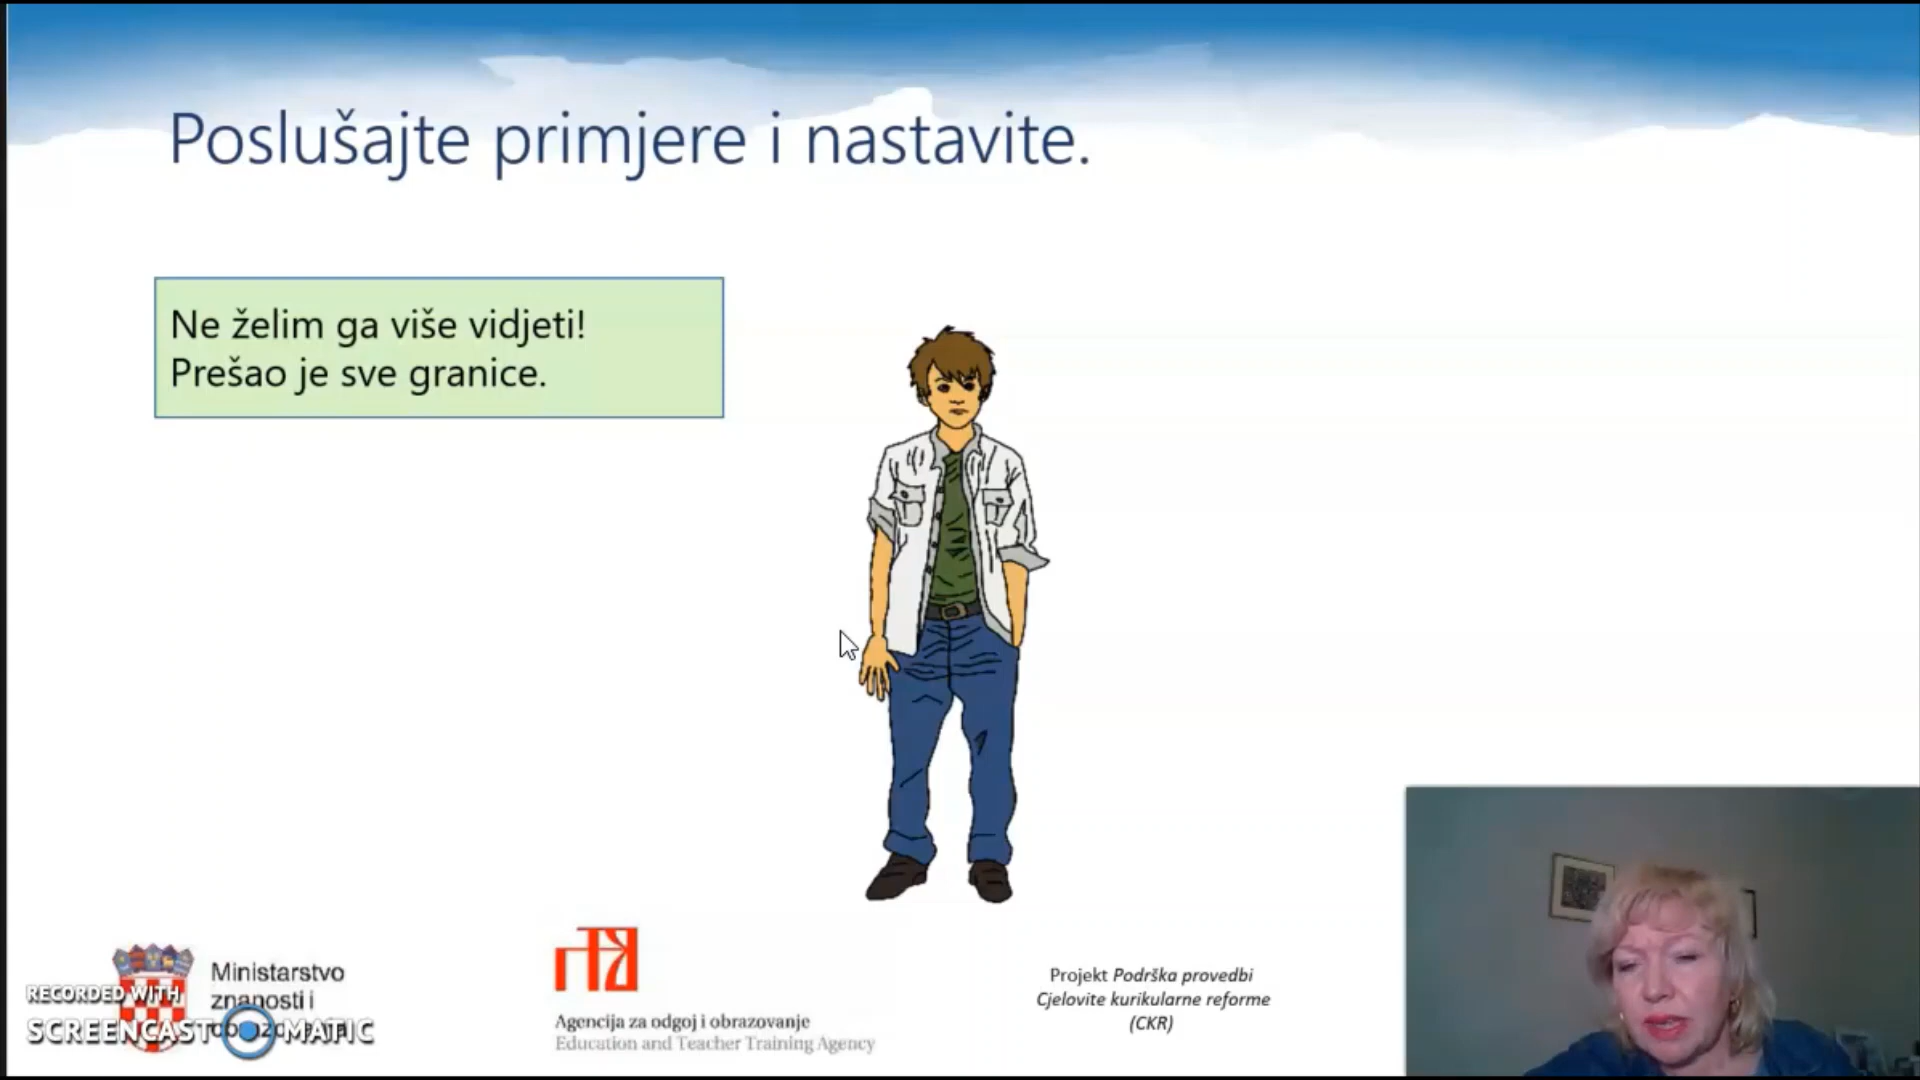 Poslušajte primjere i nastavite.
Ne želim ga više vidjeti!
Prešao je sve granice.
Ministarstvo
znanosti i
RECORDED WITH
SCREENCAST MATIC
Agencija za odgoj i obrazovanje
Education and Teacher Training Agency
Projekt Podrška provedbi
Cjelovite kurikularne reforme
(CKR)